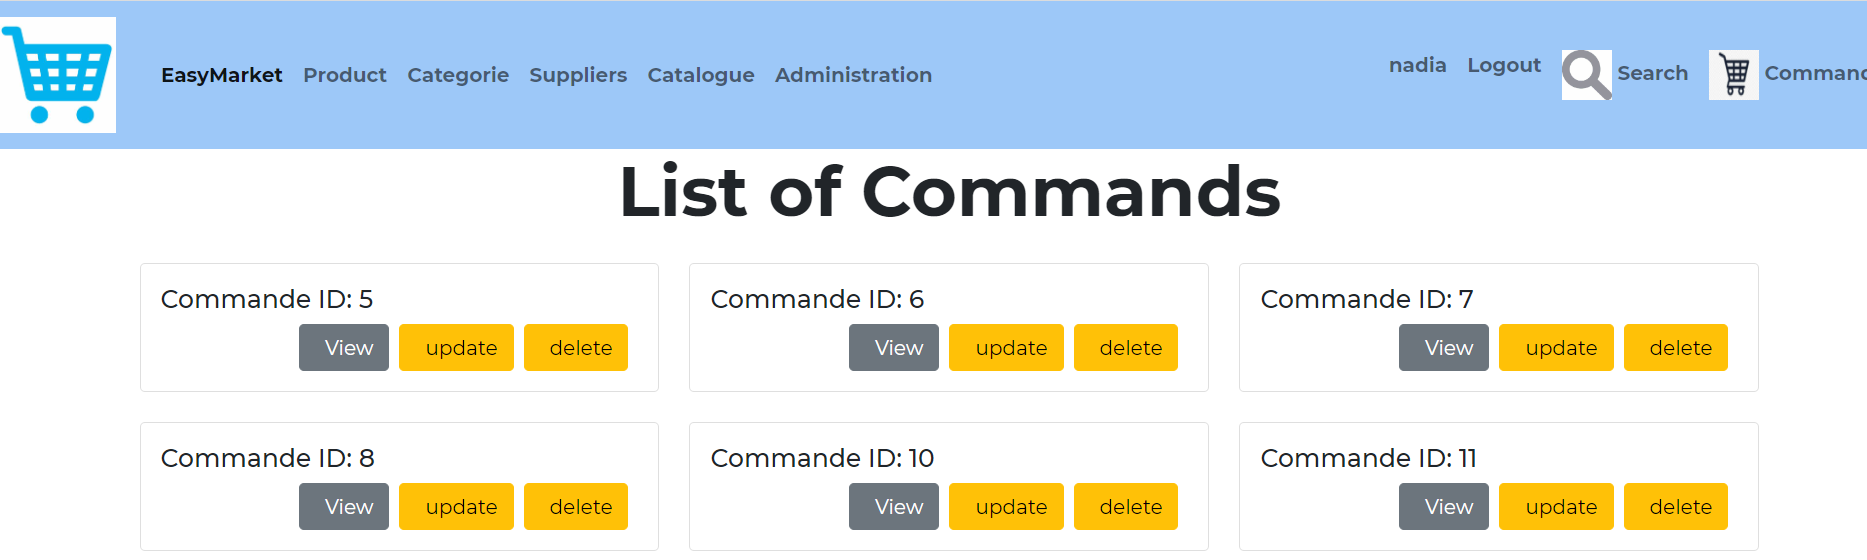 EasyMarket Product Categorie Suppliers Catalogue Administration nadia Logout Search Command
List of Commands
Commande ID: 5
View update delete
Commande ID: 6
View update delete
Commande ID: 7
View update delete
Commande ID: 8
View update delete
Commande ID: 10
View update delete
Commande ID: 11
View update delete